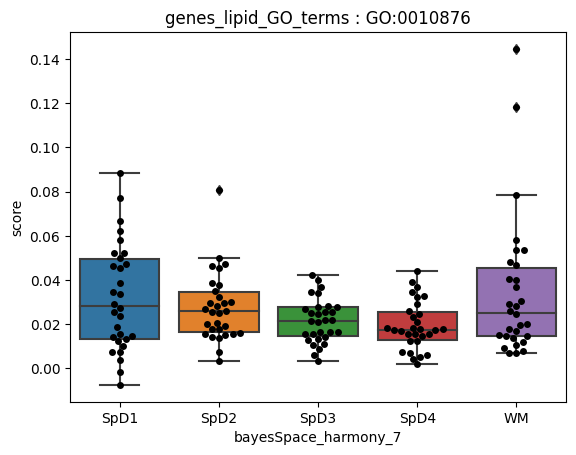 genes_lipid_GO_terms : GO:0010876
0.14
0.12
0.10
0.08
0.06
0.04
0.02
0.00
score
SpD1 SpD2 SpD3 SpD4 WM
bayesSpace_harmony_7